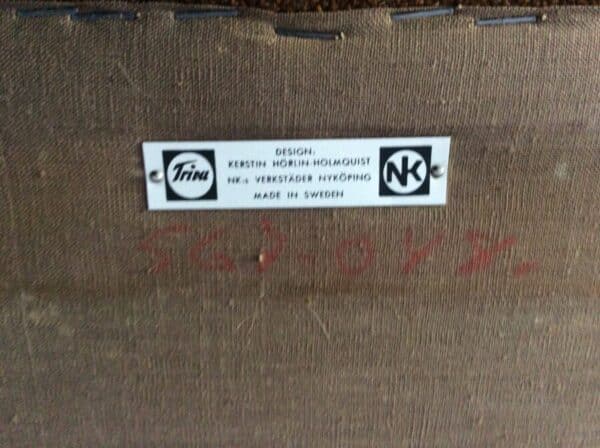 Triva
DESIGN:
KERSTIN HÖRLIN-HOLMQUIST
NK:s VERKSTÄDER NYKÖPING
MADE IN SWEDEN
NK